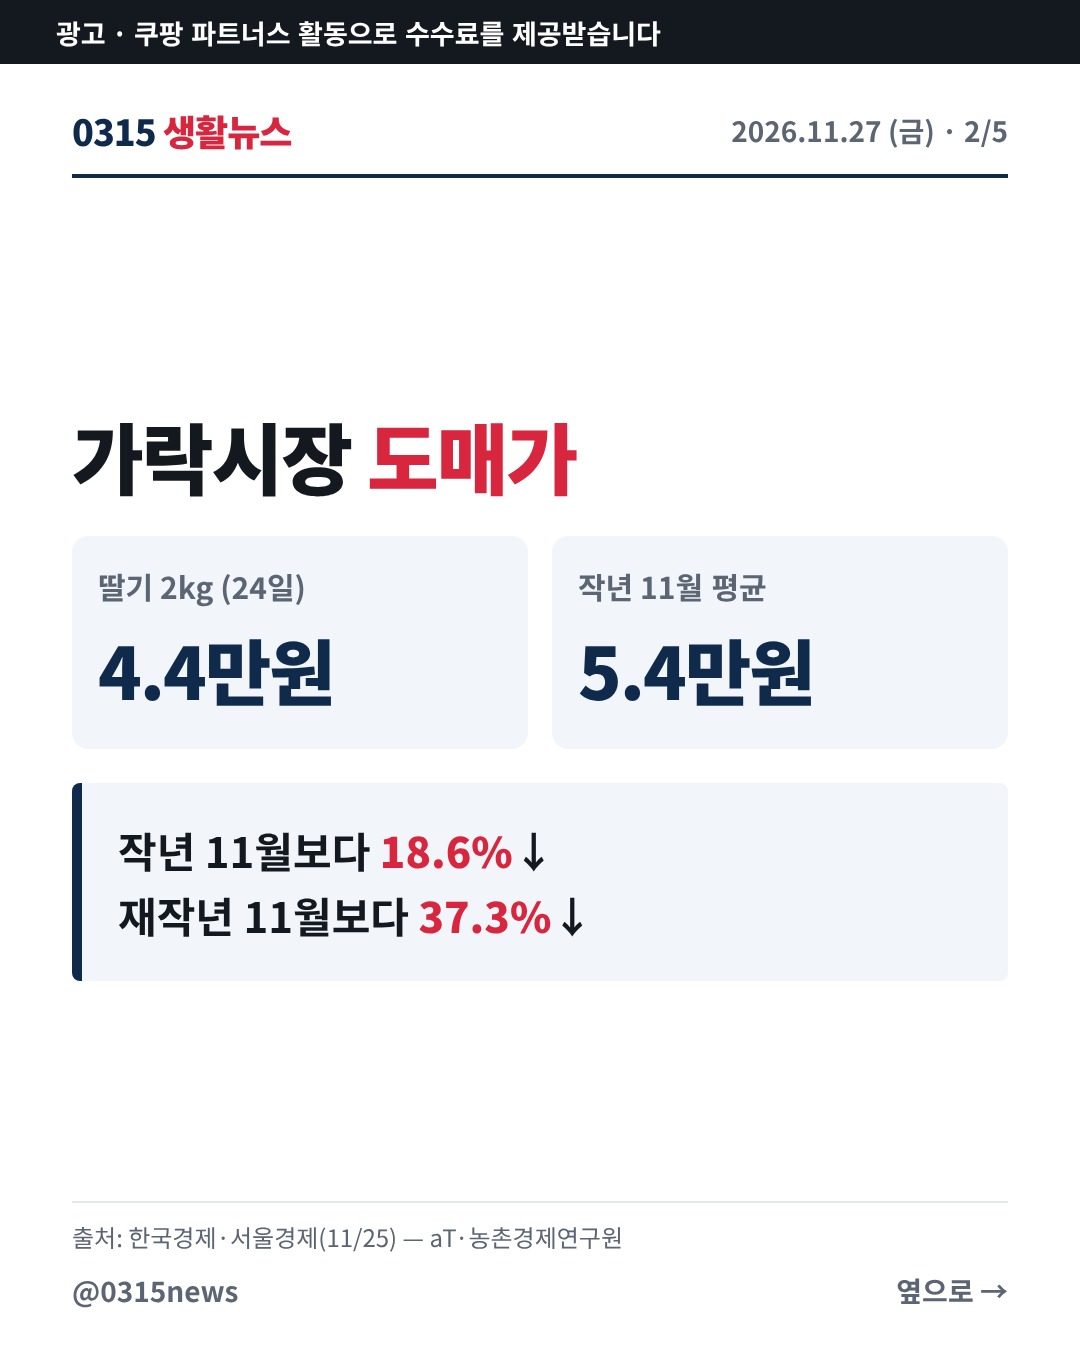 광고 · 쿠팡 파트너스 활동으로 수수료를 제공받습니다
0315 생활뉴스
2026.11.27 (금) · 2/5
가락시장 도매가
딸기 2kg (24일)
4.4만원
작년 11월 평균
5.4만원
작년 11월보다 18.6%↓
재작년 11월보다 37.3%↓
출처: 한국경제·서울경제(11/25) — aT·농촌경제연구원
@0315news
옆으로 →